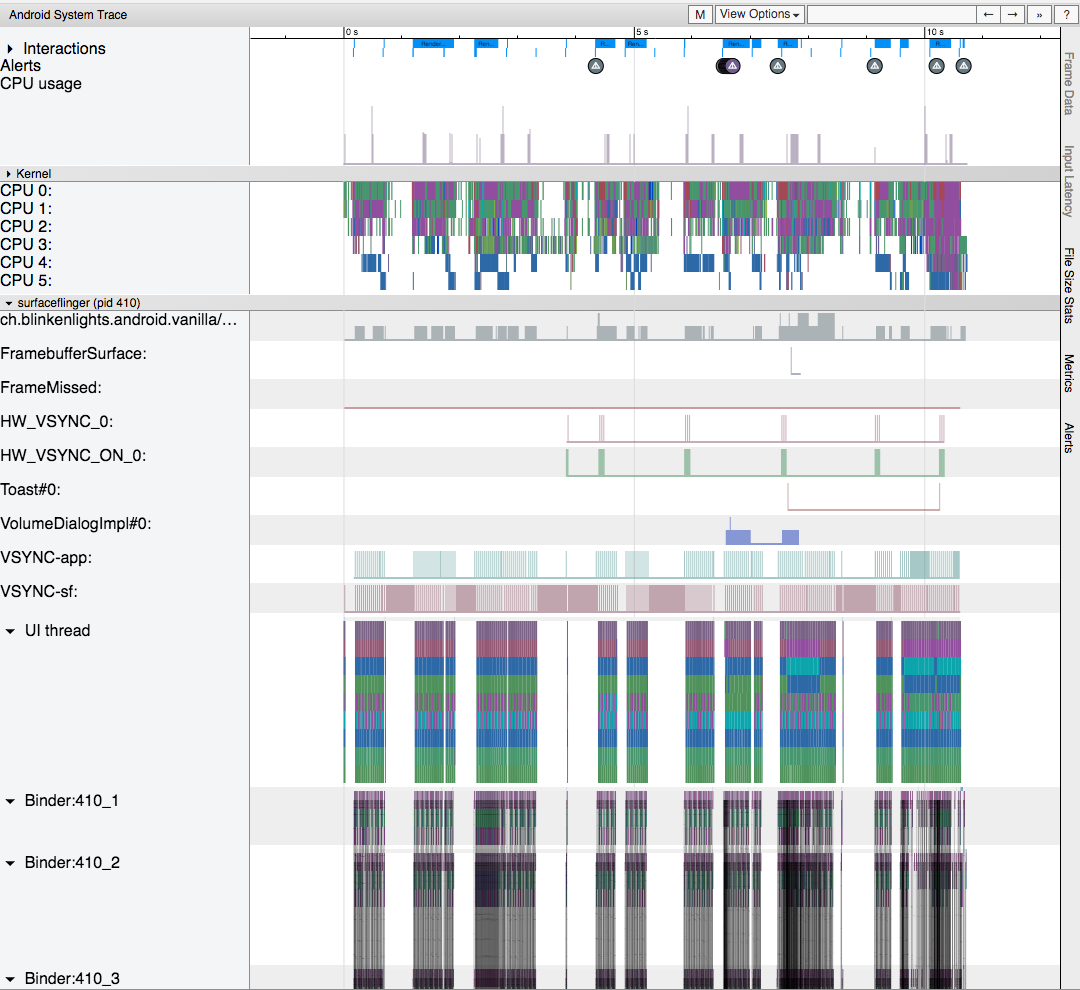 Android System Trace
M
View Options
←
→
»
?
0 s
5 s
10 s
Interactions
Render...
Ren...
R...
Ren...
Ren...
R...
R...
Alerts
CPU usage
Kernel
CPU 0:
CPU 1:
CPU 2:
CPU 3:
CPU 4:
CPU 5:
surfaceflinger (pid 410)
ch.blinkenlights.android.vanilla/...
FramebufferSurface:
FrameMissed:
HW_VSYNC_0:
HW_VSYNC_ON_0:
Toast#0:
VolumeDialogImpl#0:
VSYNC-app:
VSYNC-sf:
UI thread
Binder:410_1
Binder:410_2
Binder:410_3
Frame Data
Input Latency
File Size Stats
Metrics
Alerts